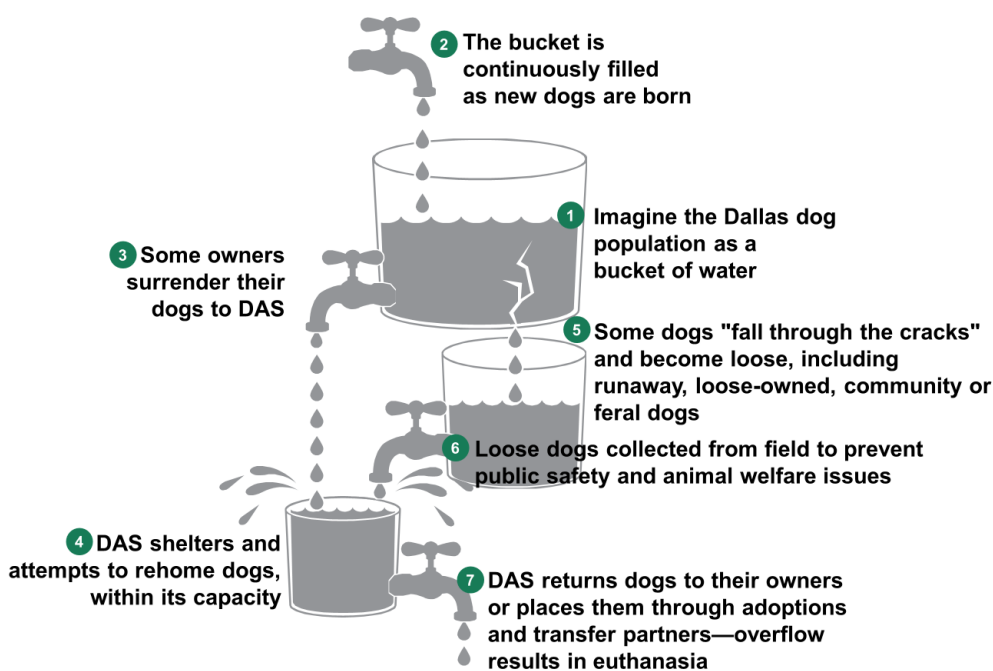 2 The bucket is
continuously filled
as new dogs are born
1 Imagine the Dallas dog
population as a
bucket of water
3 Some owners
surrender their
dogs to DAS
5 Some dogs "fall through the cracks"
and become loose, including
runaway, loose-owned, community or
feral dogs
6 Loose dogs collected from field to prevent
public safety and animal welfare issues
4 DAS shelters and
attempts to rehome dogs,
within its capacity
7 DAS returns dogs to their owners
or places them through adoptions
and transfer partners—overflow
results in euthanasia